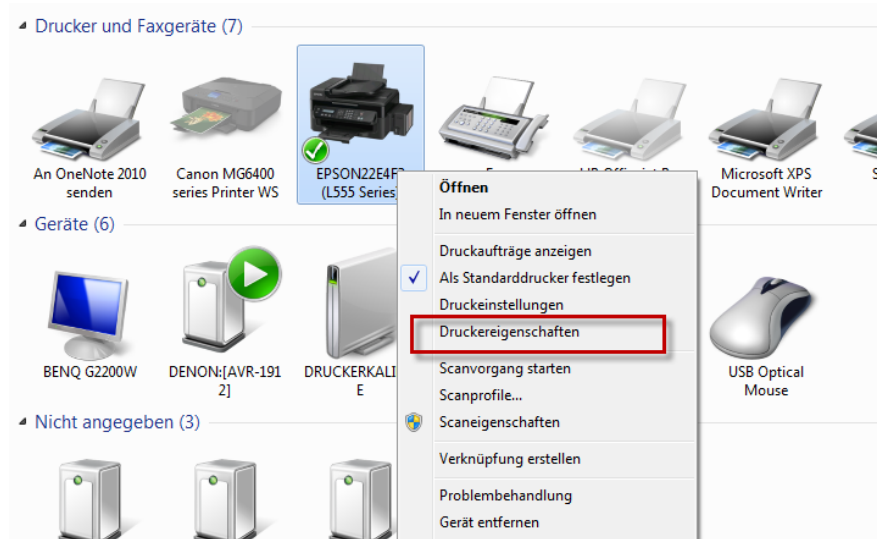 Drucker und Faxgeräte (7)
An OneNote 2010
senden
Canon MG6400
series Printer WS
EPSON22E4F3
(L555 Series)
Microsoft XPS
Document Writer
Öffnen
In neuem Fenster öffnen
Druckaufträge anzeigen
Als Standarddrucker festlegen
Druckeinstellungen
Druckereigenschaften
Scanvorgang starten
Scanprofile...
Scaneigenschaften
Verknüpfung erstellen
Problembehandlung
Gerät entfernen
Geräte (6)
BENQ G2200W
DENON:[AVR-191
2]
DRUCKERKALI
E
USB Optical
Mouse
Nicht angegeben (3)